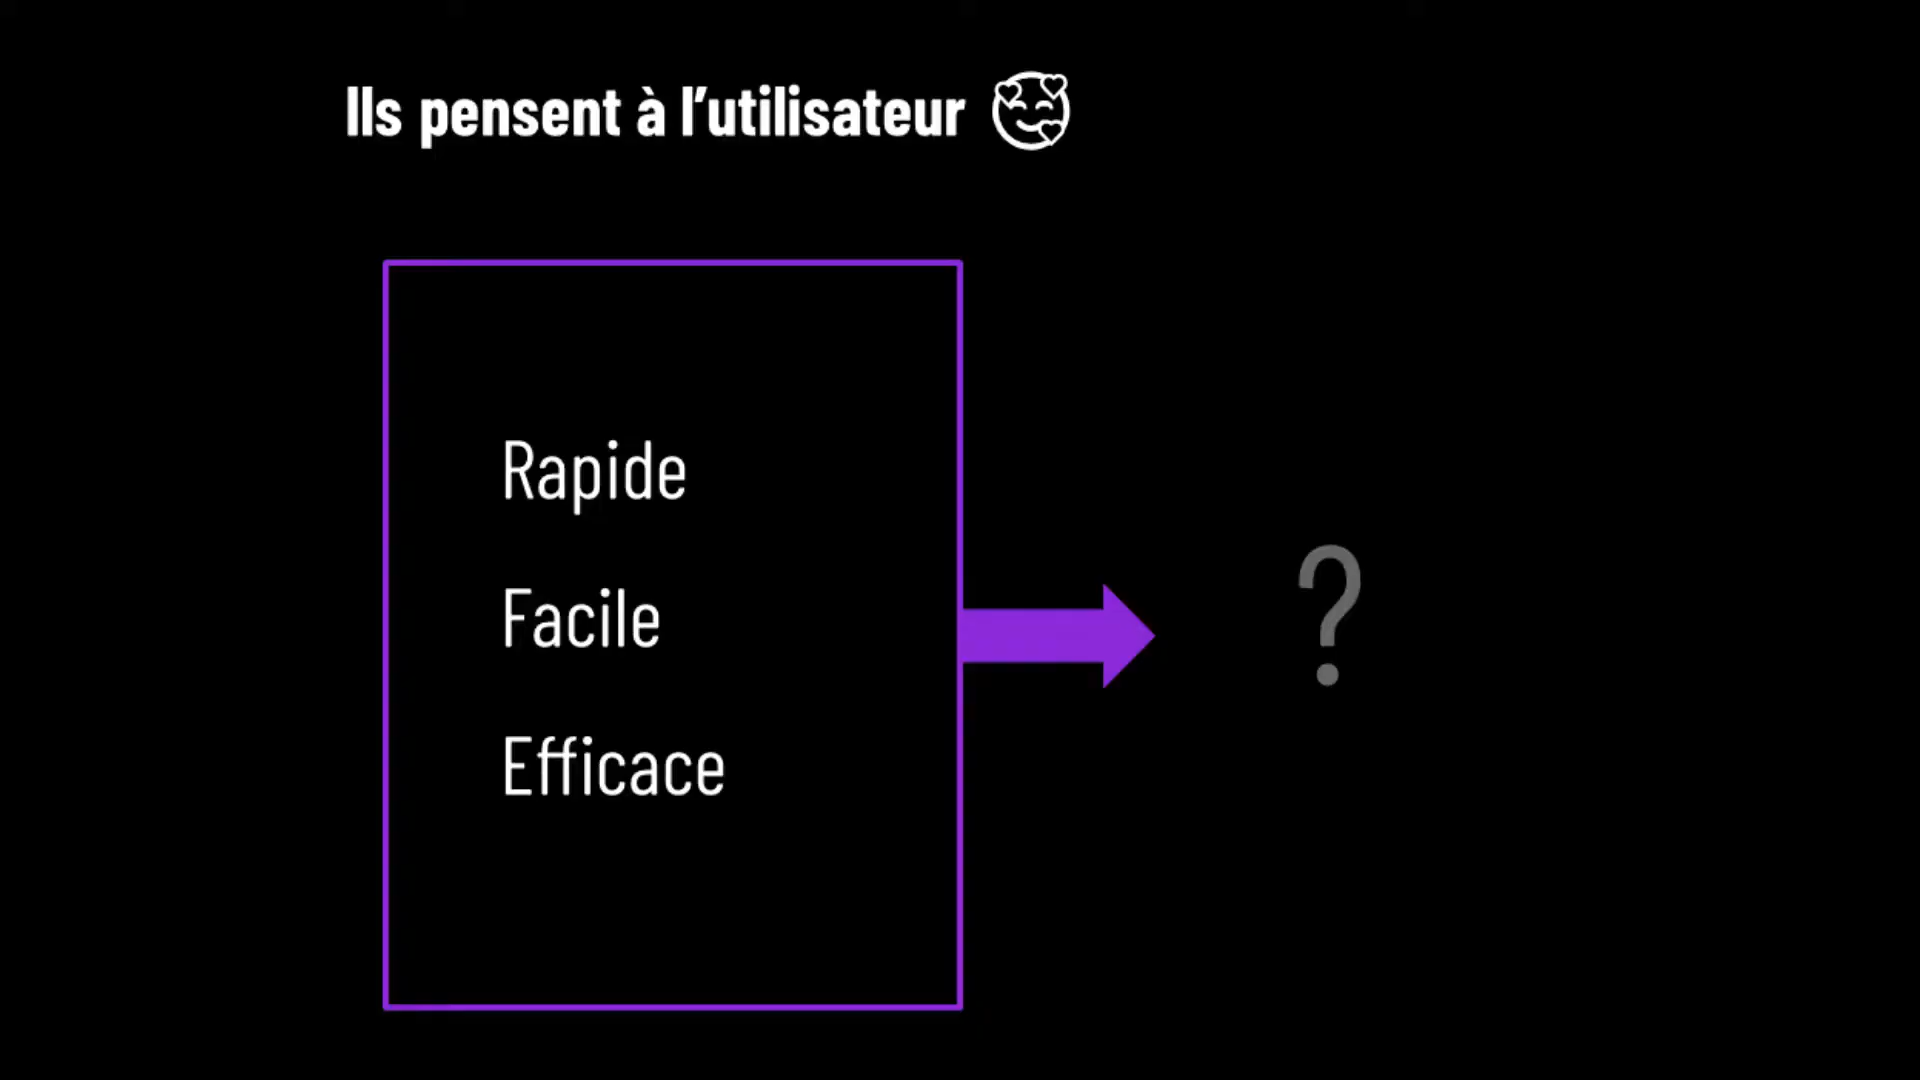 Ils pensent à l’utilisateur 🥰
Rapide
Facile
Efficace
?